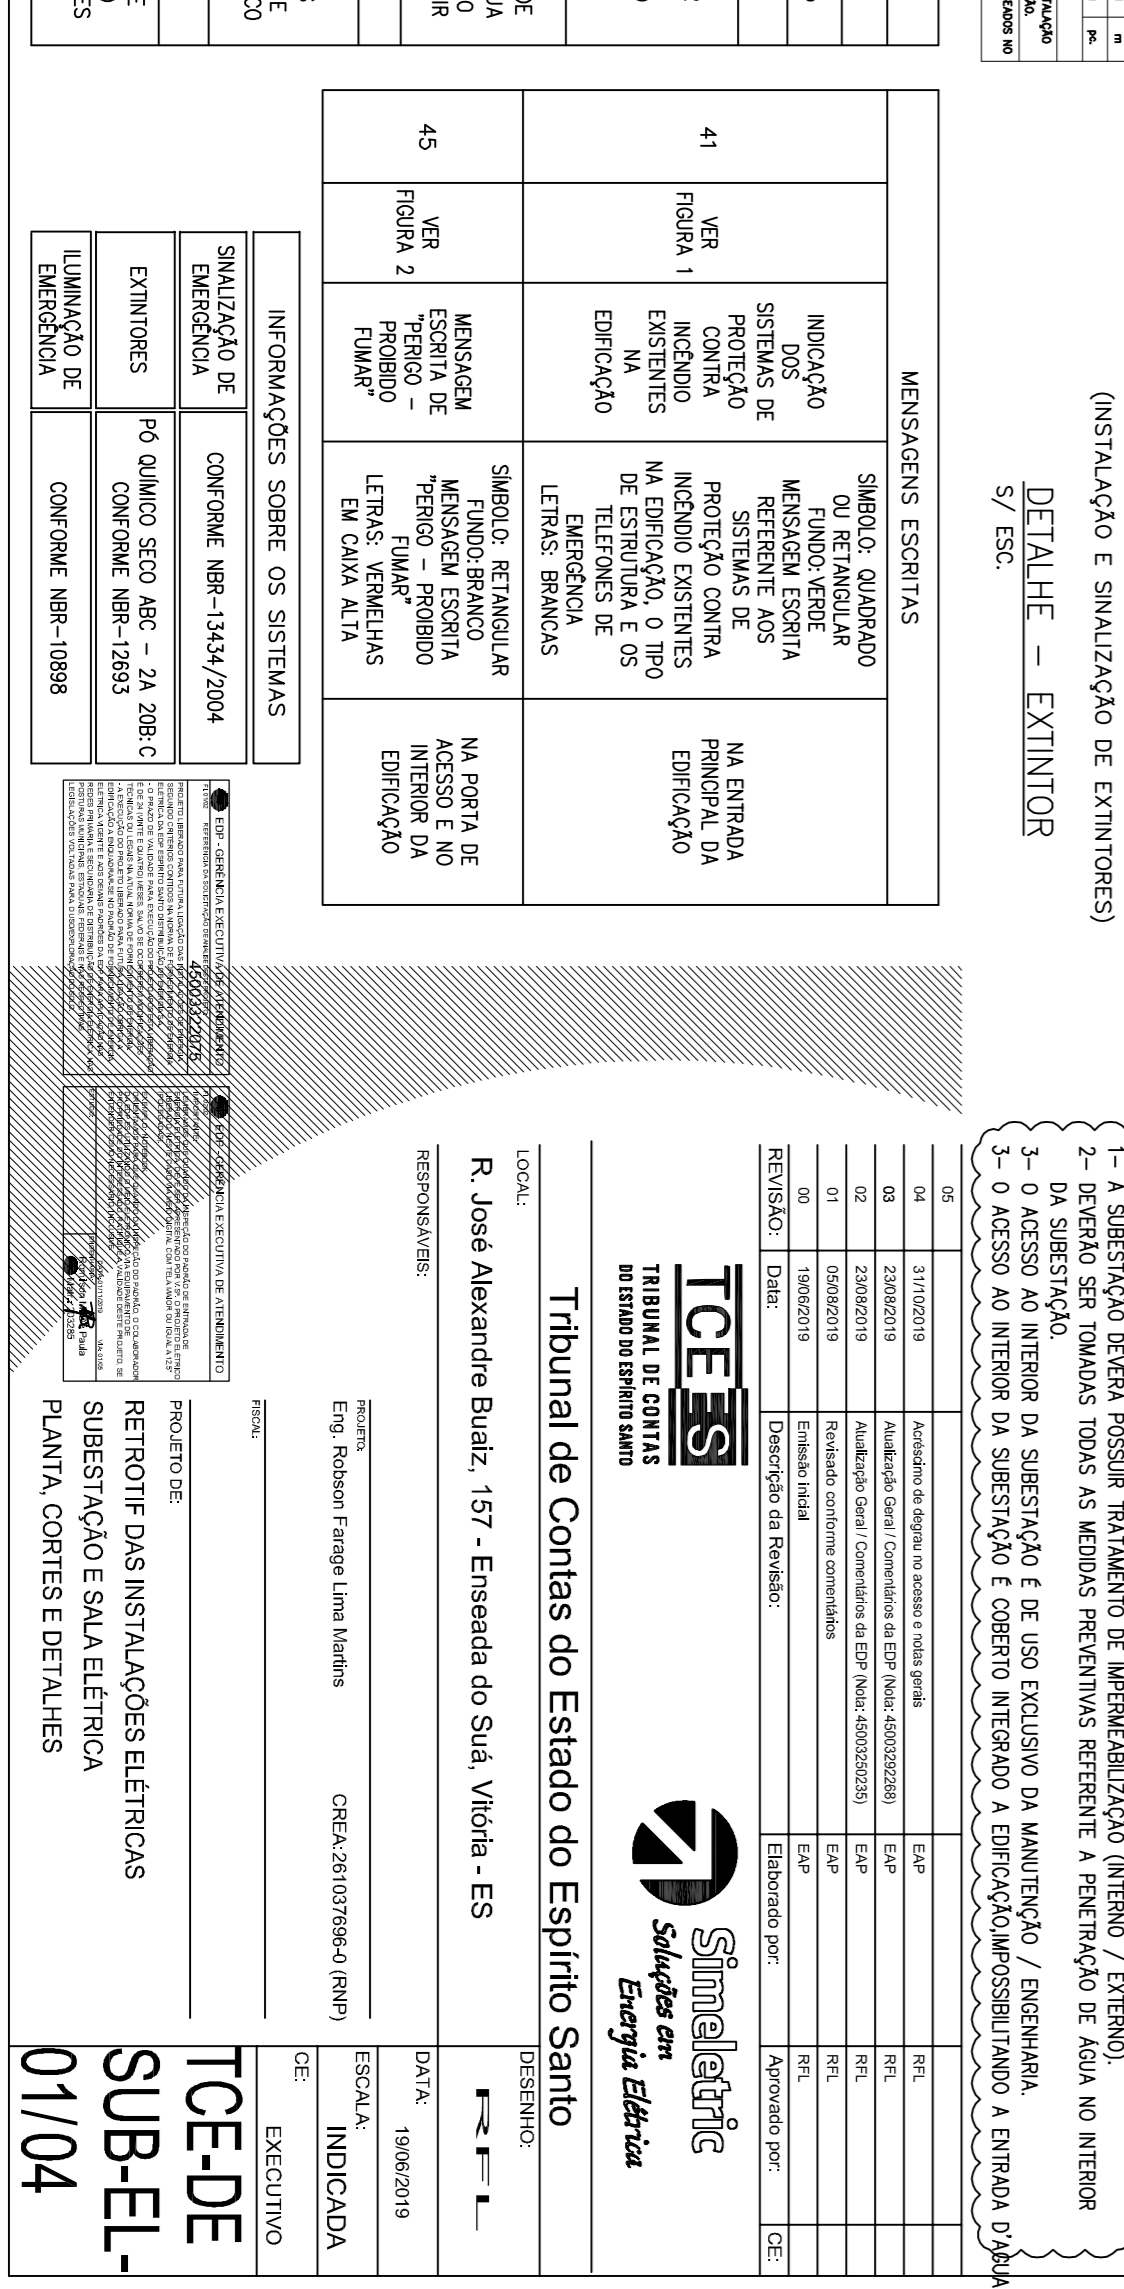 (INSTALAÇÃO E SINALIZAÇÃO DE EXTINTORES)
DETALHE – EXTINTOR
S/ ESC.
m
pc.
TALAÇÃO
ÃO.
EADOS NO
MENSAGENS ESCRITAS
41
VER
FIGURA 1
INDICAÇÃO
DOS
SISTEMAS DE
PROTEÇÃO
CONTRA
INCÊNDIO
EXISTENTES
NA
EDIFICAÇÃO
SÍMBOLO: QUADRADO
OU RETANGULAR
FUNDO: VERDE
MENSAGEM ESCRITA
REFERENTE AOS
SISTEMAS DE
PROTEÇÃO CONTRA
INCÊNDIO EXISTENTES
NA EDIFICAÇÃO, O TIPO
DE ESTRUTURA E OS
TELEFONES DE
EMERGÊNCIA
LETRAS: BRANCAS
NA ENTRADA
PRINCIPAL DA
EDIFICAÇÃO
45
VER
FIGURA 2
MENSAGEM
ESCRITA DE
"PERIGO –
PROIBIDO
FUMAR"
SÍMBOLO: RETANGULAR
FUNDO: BRANCO
MENSAGEM ESCRITA
"PERIGO – PROIBIDO
FUMAR"
LETRAS: VERMELHAS
EM CAIXA ALTA
NA PORTA DE
ACESSO E NO
INTERIOR DA
EDIFICAÇÃO
INFORMAÇÕES SOBRE OS SISTEMAS
SINALIZAÇÃO DE
EMERGÊNCIA
CONFORME NBR–13434/2004
EXTINTORES
PÓ QUÍMICO SECO ABC – 2A 20B:C
CONFORME NBR–12693
ILUMINAÇÃO DE
EMERGÊNCIA
CONFORME NBR–10898
EDP - GERÊNCIA EXECUTIVA DE ATENDIMENTO
4500332​2075
EDP - GERÊNCIA EXECUTIVA DE ATENDIMENTO
1– A SUBESTAÇÃO DEVERÁ POSSUIR TRATAMENTO DE IMPERMEABILIZAÇÃO (INTERNO / EXTERNO).
2– DEVERÃO SER TOMADAS TODAS AS MEDIDAS PREVENTIVAS REFERENTE A PENETRAÇÃO DE ÁGUA NO INTERIOR
DA SUBESTAÇÃO.
3– O ACESSO AO INTERIOR DA SUBESTAÇÃO É DE USO EXCLUSIVO DA MANUTENÇÃO / ENGENHARIA.
3– O ACESSO AO INTERIOR DA SUBESTAÇÃO É COBERTO INTEGRADO A EDIFICAÇÃO,IMPOSSIBILITANDO A ENTRADA D'AGUA
05
04 31/10/2019 Acréscimo de degrau no acesso e notas gerais EAP RFL
03 23/08/2019 Atualização Geral / Comentários da EDP (Nota: 45003292268) EAP RFL
02 23/08/2019 Atualização Geral / Comentários da EDP (Nota: 45003250235) EAP RFL
01 05/08/2019 Revisado conforme comentários EAP RFL
00 19/06/2019 Emissão inicial EAP RFL
REVISÃO: Data: Descrição da Revisão: Elaborado por: Aprovado por: CE:
TCEES
TRIBUNAL DE CONTAS
DO ESTADO DO ESPÍRITO SANTO
Simeletric
Soluções em
Energia Elétrica
Tribunal de Contas do Estado do Espírito Santo
LOCAL:
R. José Alexandre Buaiz, 157 - Enseada do Suá, Vitória - ES
DESENHO:
RFL
RESPONSÁVEIS:
DATA:
19/06/2019
PROJETO:
Eng. Robson Farage Lima Martins CREA: 261037696-0 (RNP)
ESCALA:
INDICADA
FISCAL:
CE:
EXECUTIVO
PROJETO DE:
RETROTIF DAS INSTALAÇÕES ELÉTRICAS
SUBESTAÇÃO E SALA ELÉTRICA
PLANTA, CORTES E DETALHES
TCE-DE
SUB-EL-
01/04